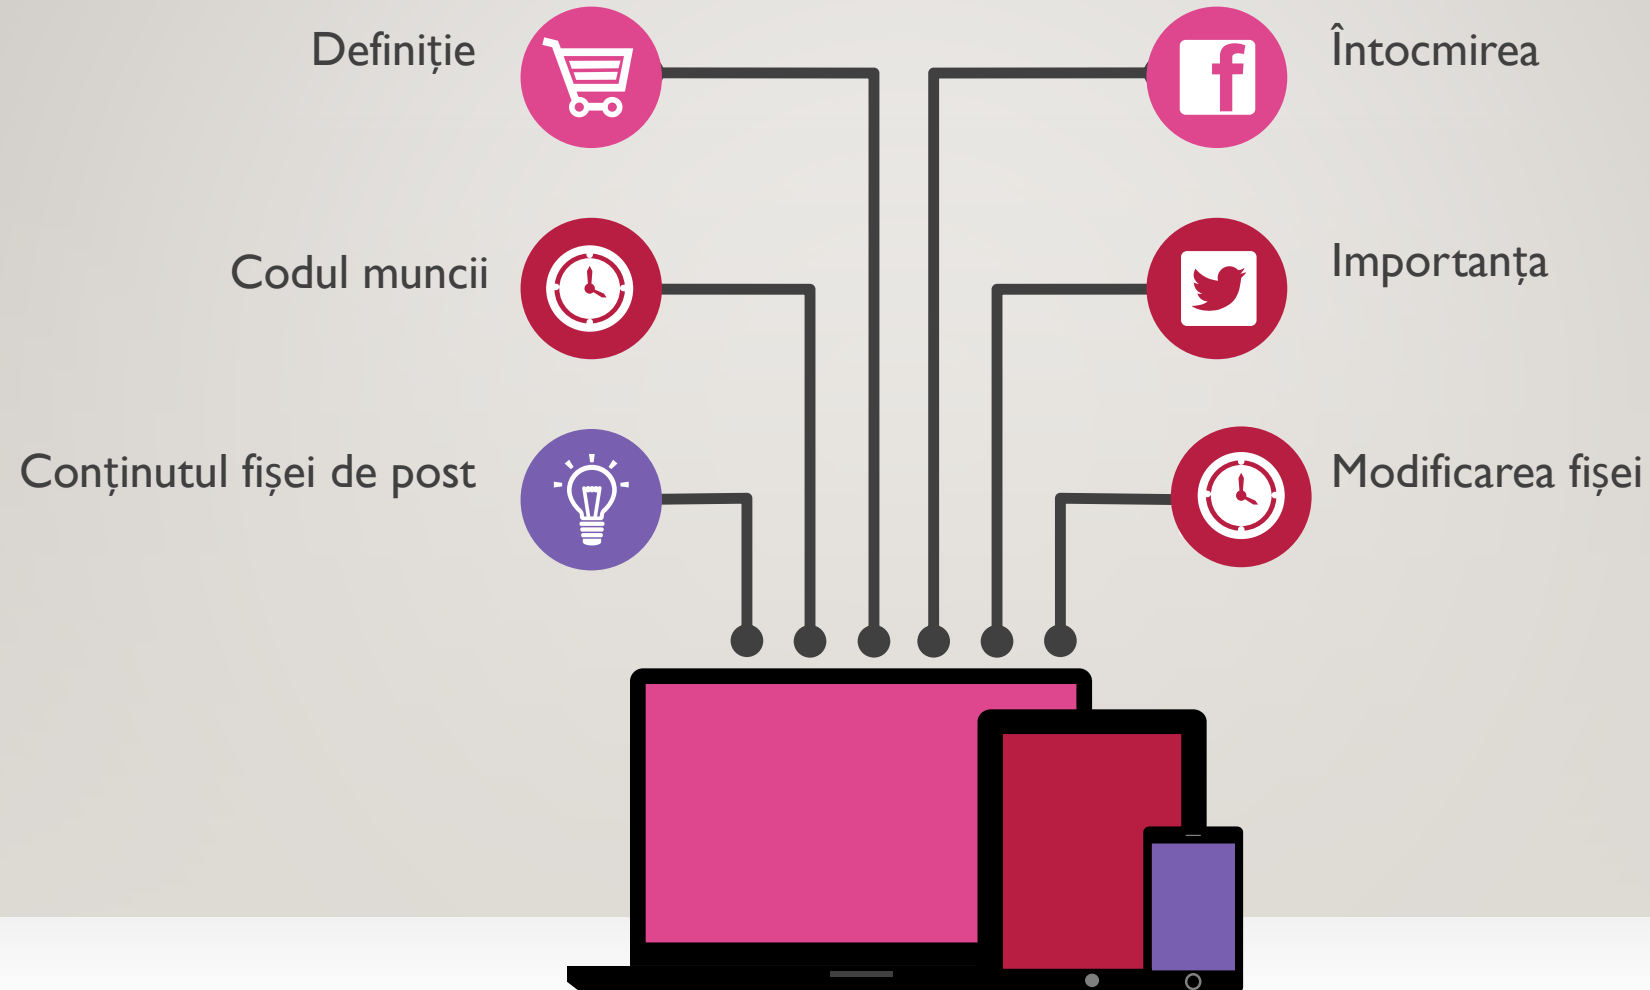 Definiție
Codul muncii
Conținutul fișei de post
Întocmirea
Importanța
Modificarea fișei